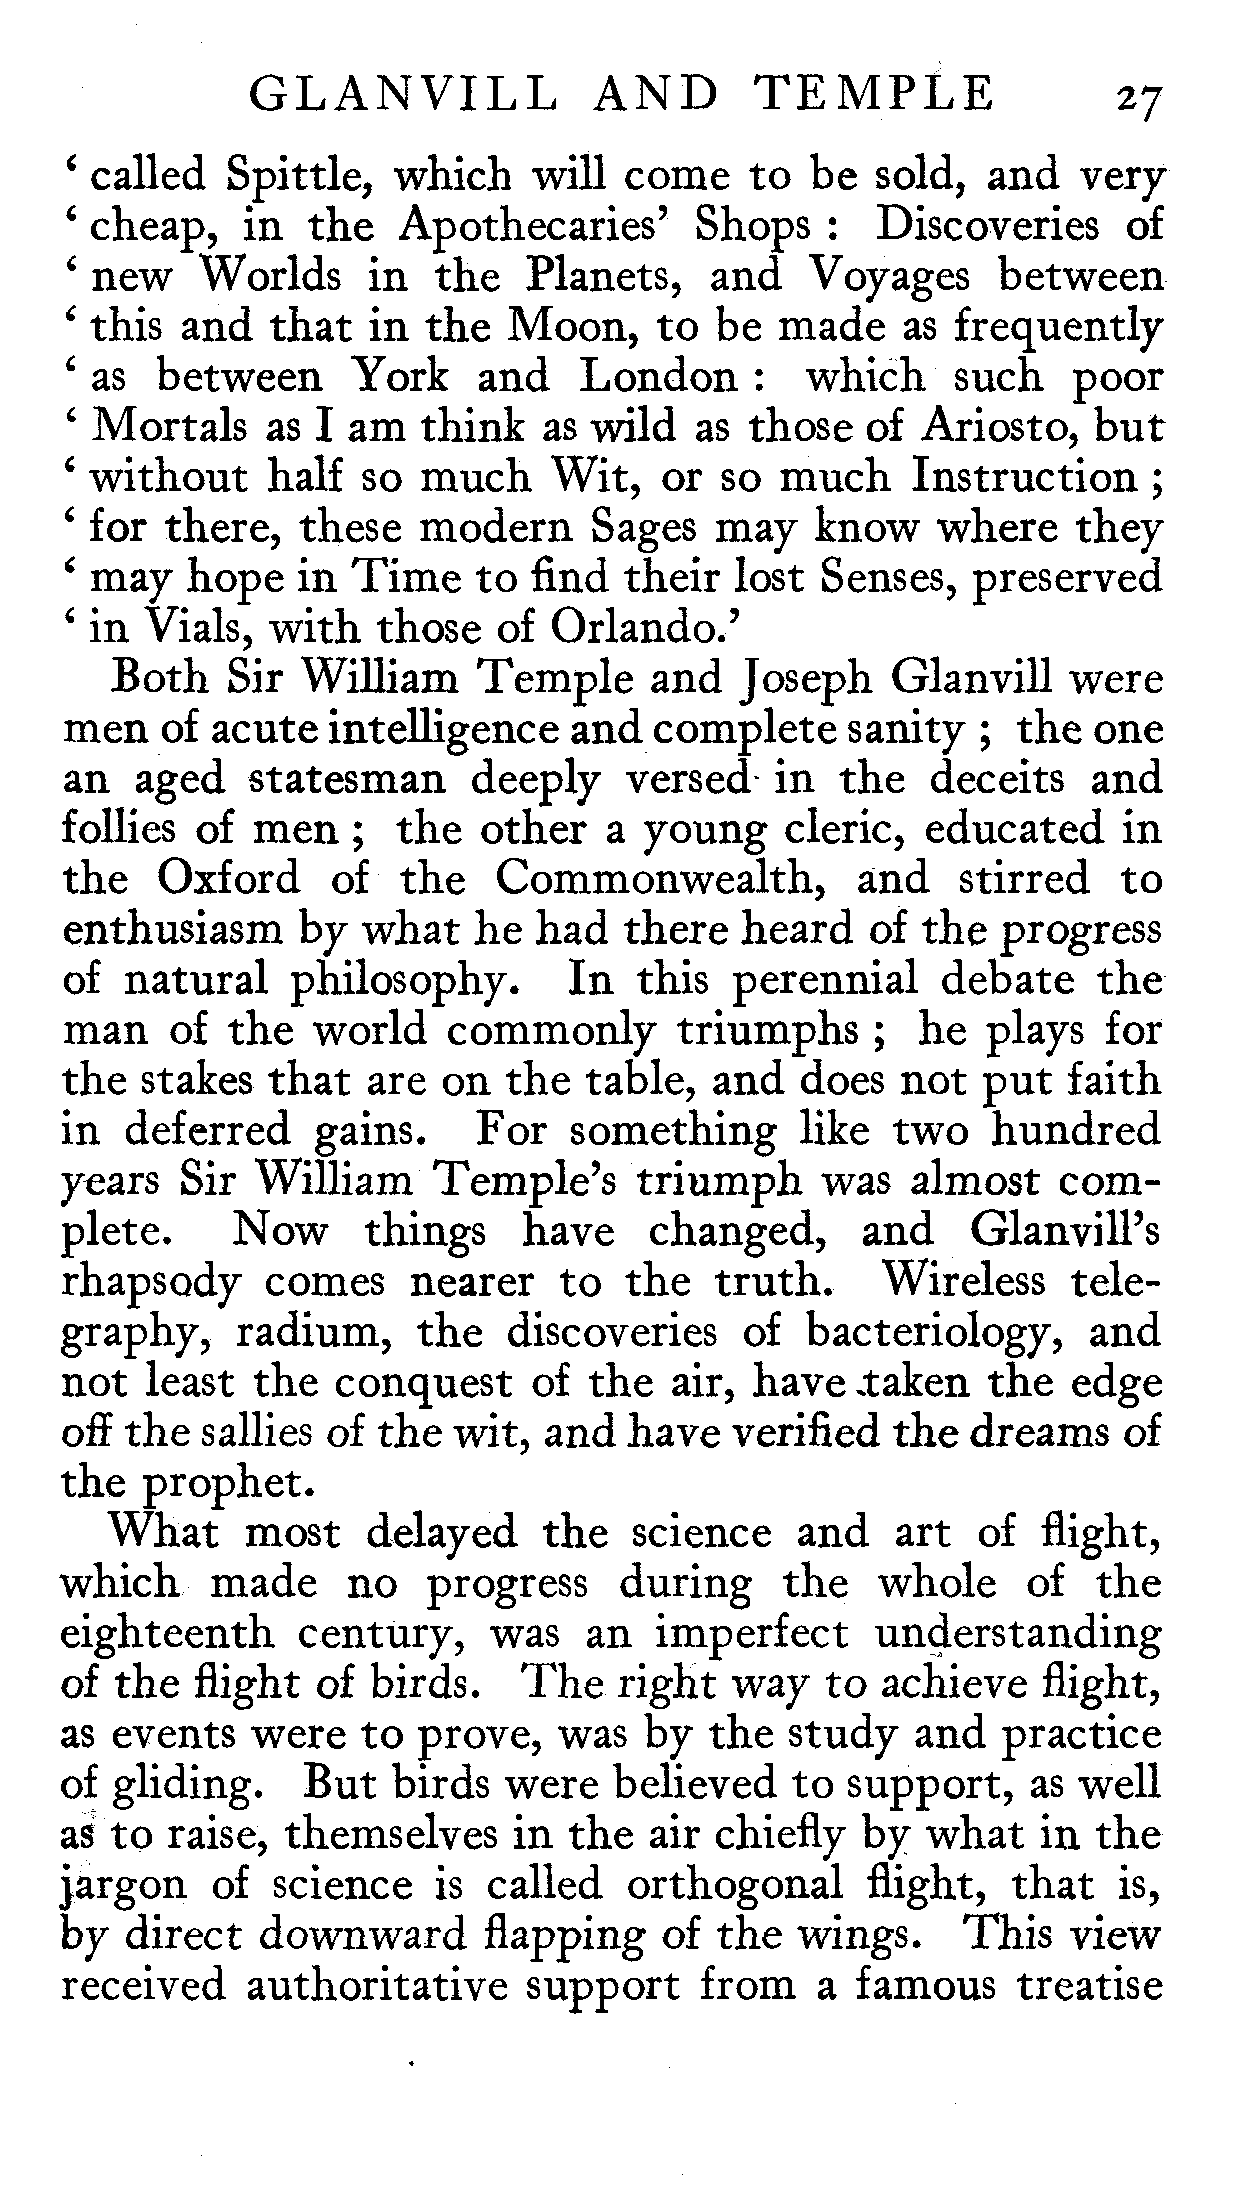 GLANVILL AND TEMPLE 27
‘ called Spittle, which will come to be sold, and very
‘ cheap, in the Apothecaries’ Shops : Discoveries of
‘ new Worlds in the Planets, and Voyages between
‘ this and that in the Moon, to be made as frequently
‘ as between York and London : which such poor
‘ Mortals as I am think as wild as those of Ariosto, but
‘ without half so much Wit, or so much Instruction ;
‘ for there, these modern Sages may know where they
‘ may hope in Time to find their lost Senses, preserved
‘ in Vials, with those of Orlando.’
Both Sir William Temple and Joseph Glanvill were
men of acute intelligence and complete sanity ; the one
an aged statesman deeply versed in the deceits and
follies of men ; the other a young cleric, educated in
the Oxford of the Commonwealth, and stirred to
enthusiasm by what he had there heard of the progress
of natural philosophy. In this perennial debate the
man of the world commonly triumphs ; he plays for
the stakes that are on the table, and does not put faith
in deferred gains. For something like two hundred
years Sir William Temple’s triumph was almost com-
plete. Now things have changed, and Glanvill’s
rhapsody comes nearer to the truth. Wireless tele-
graphy, radium, the discoveries of bacteriology, and
not least the conquest of the air, have taken the edge
off the sallies of the wit, and have verified the dreams of
the prophet.
What most delayed the science and art of flight,
which made no progress during the whole of the
eighteenth century, was an imperfect understanding
of the flight of birds. The right way to achieve flight,
as events were to prove, was by the study and practice
of gliding. But birds were believed to support, as well
as to raise, themselves in the air chiefly by what in the
jargon of science is called orthogonal flight, that is,
by direct downward flapping of the wings. This view
received authoritative support from a famous treatise